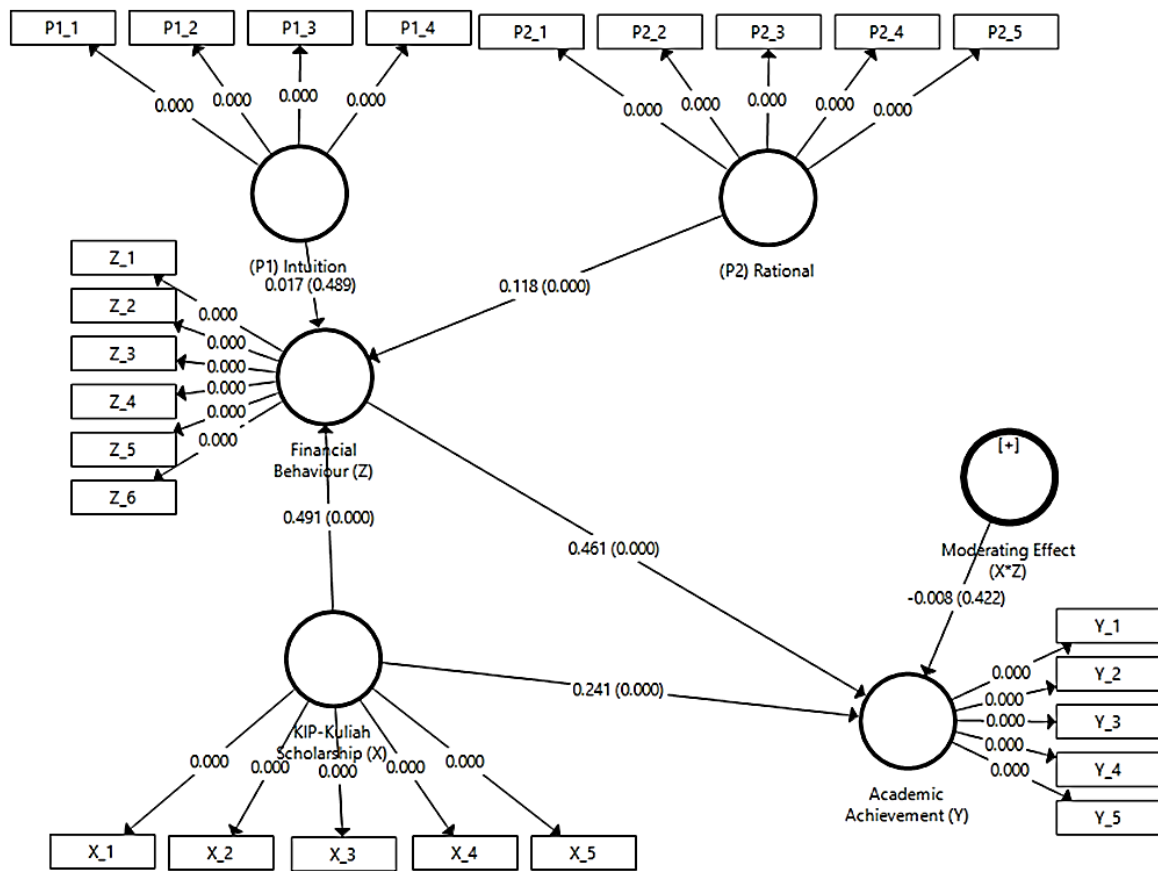 P1_1
P1_2
P1_3
P1_4
P2_1
P2_2
P2_3
P2_4
P2_5
0.000
0.000
0.000
0.000
0.000
0.000
0.000
0.000
0.000
(P1) Intuition
0.017 (0.489)
(P2) Rational
0.118 (0.000)
Z_1
Z_2
Z_3
Z_4
Z_5
Z_6
0.000
0.000
0.000
0.000
0.000
0.000
Financial
Behaviour (Z)
0.491 (0.000)
0.461 (0.000)
[+]
Moderating Effect
(X*Z)
-0.008 (0.422)
0.241 (0.000)
KIP-Kuliah
Scholarship (X)
0.000
0.000
0.000
0.000
0.000
X_1
X_2
X_3
X_4
X_5
Academic
Achievement (Y)
0.000
0.000
0.000
0.000
0.000
Y_1
Y_2
Y_3
Y_4
Y_5